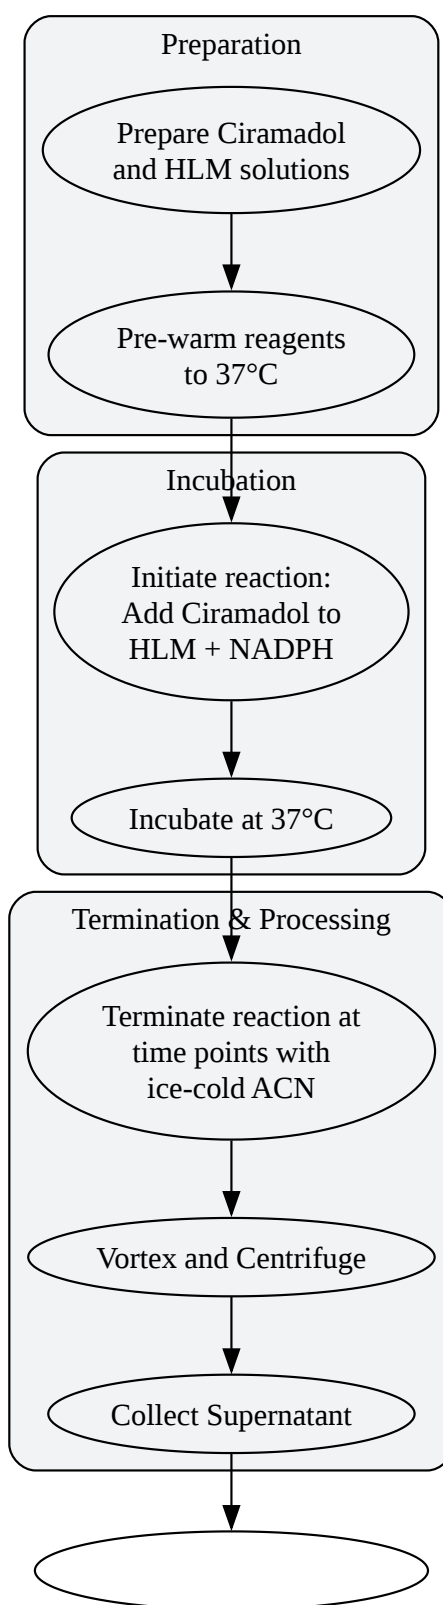 Preparation
Prepare Ciramadol
and HLM solutions
Pre-warm reagents
to 37°C
Incubation
Initiate reaction:
Add Ciramadol to
HLM + NADPH
Incubate at 37°C
Termination & Processing
Terminate reaction at
time points with
ice-cold ACN
Vortex and Centrifuge
Collect Supernatant